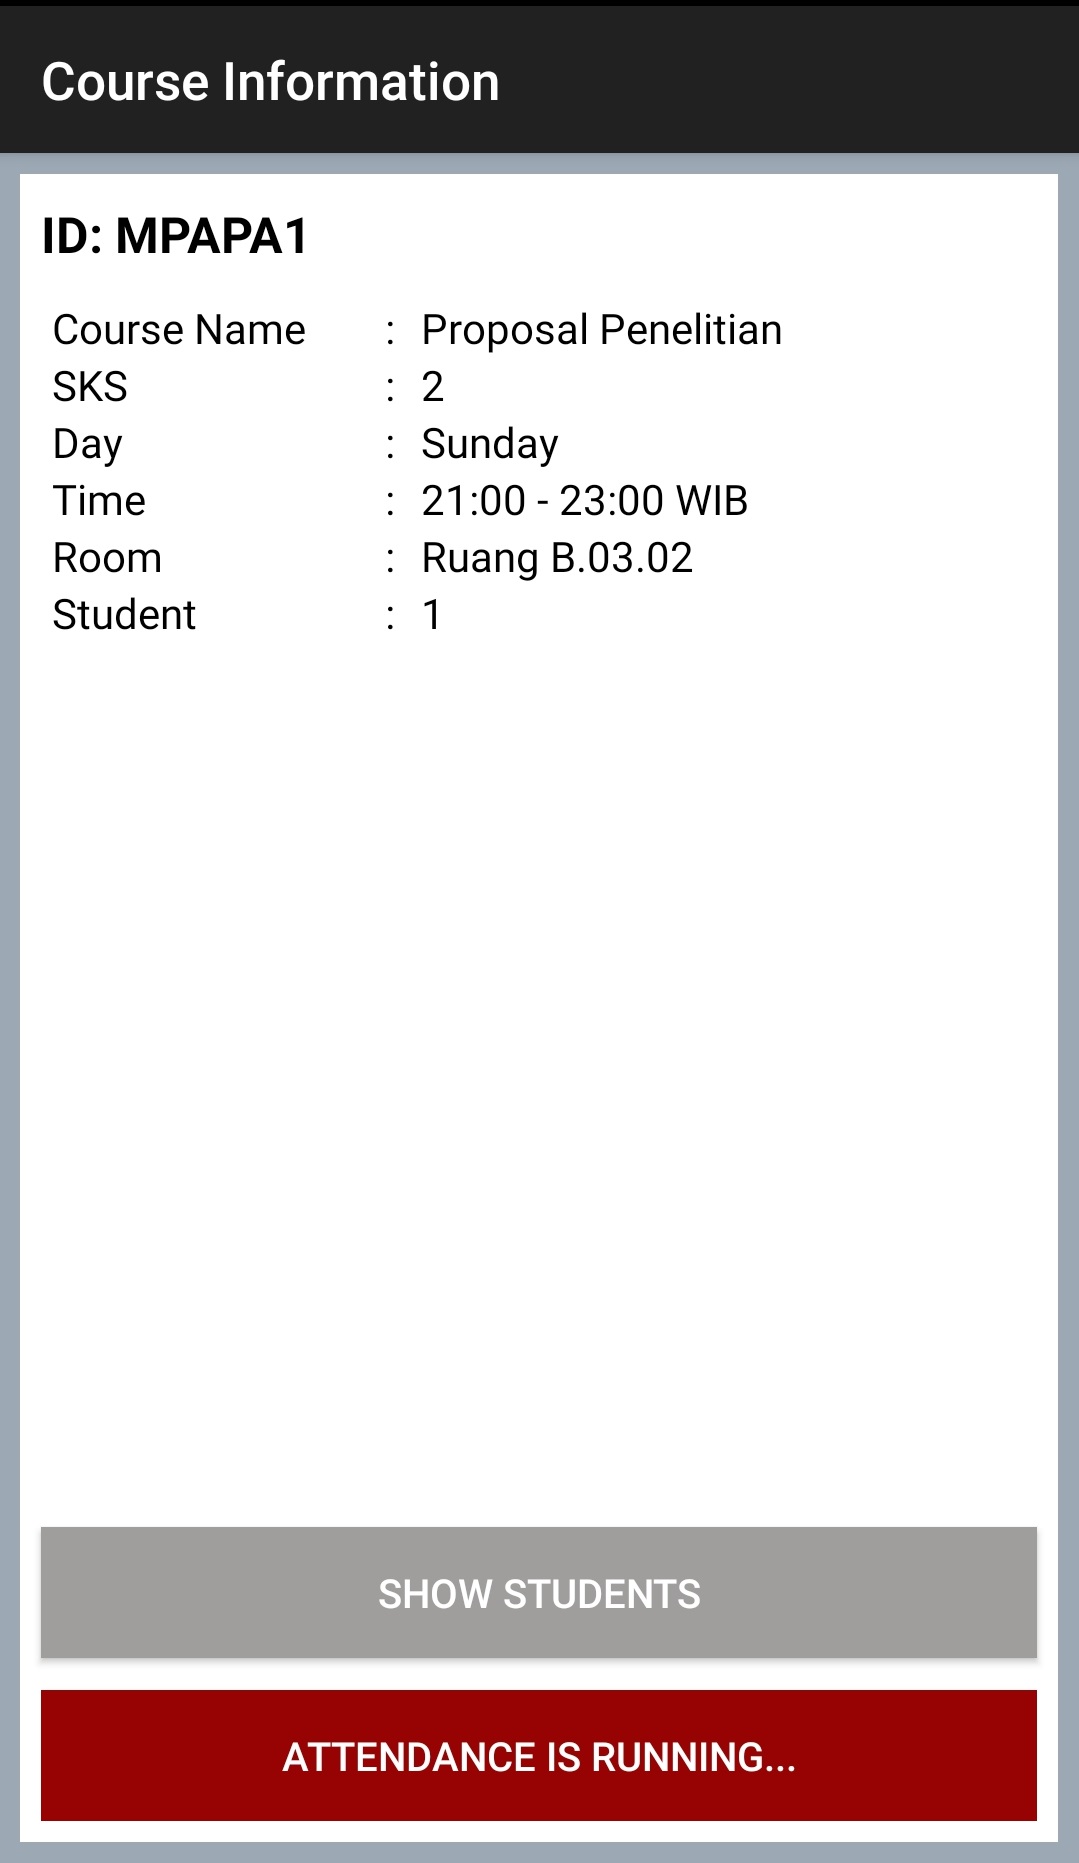 Course Information
ID: MPAPA1
Course Name : Proposal Penelitian
SKS : 2
Day : Sunday
Time : 21:00 - 23:00 WIB
Room : Ruang B.03.02
Student : 1
SHOW STUDENTS
ATTENDANCE IS RUNNING...